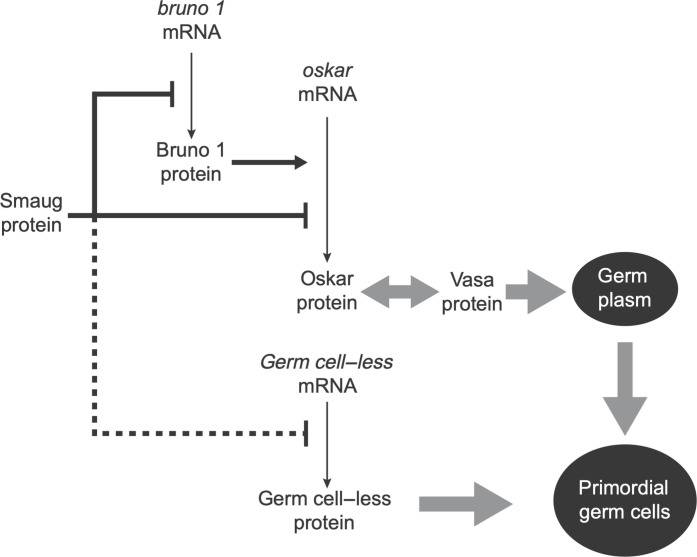 bruno 1
mRNA
oskar
mRNA
Bruno 1
protein
Smaug
protein
Oskar
protein
Vasa
protein
Germ
plasm
Germ cell–less
mRNA
Germ cell–less
protein
Primordial
germ cells